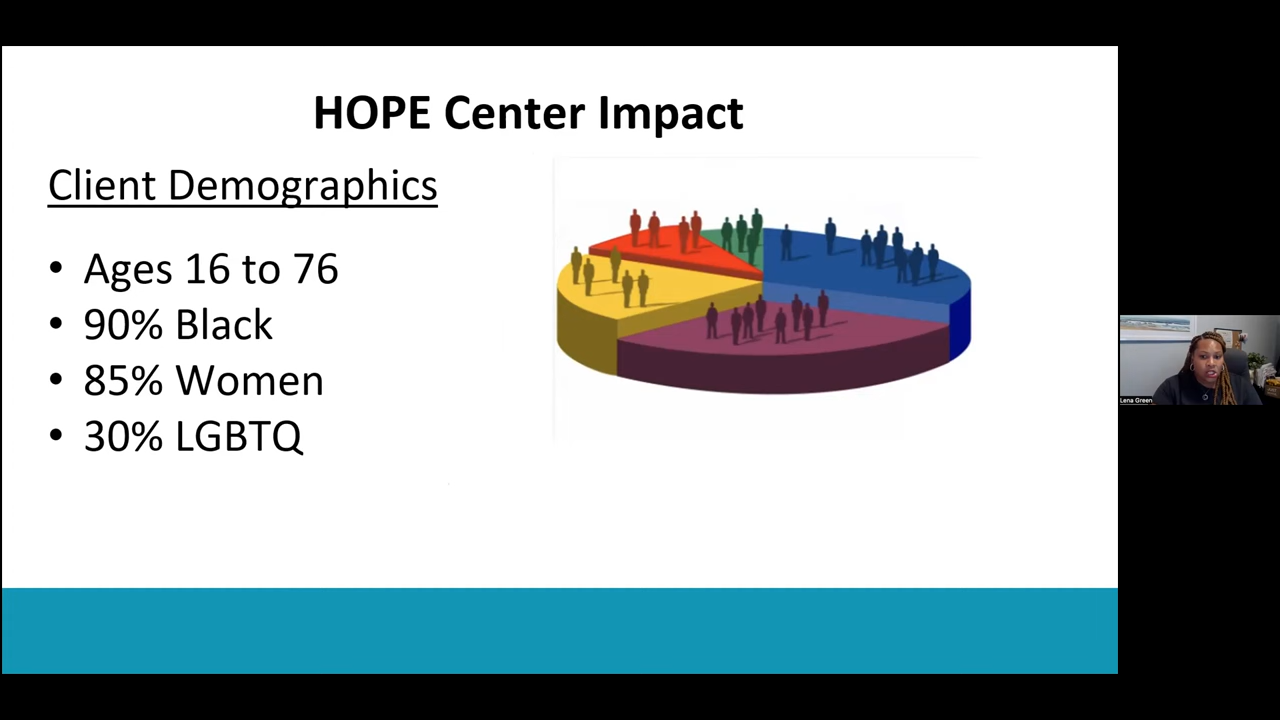 HOPE Center Impact
Client Demographics
• Ages 16 to 76
• 90% Black
• 85% Women
• 30% LGBTQ
Lena Green